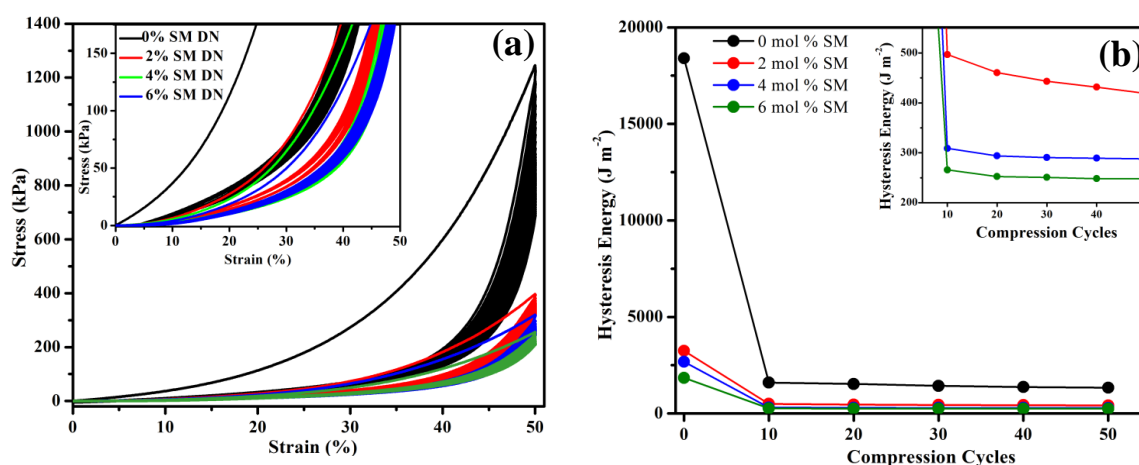 (a)
1400
1200
1000
800
600
400
200
0
Stress (kPa)
0 10 20 30 40 50
Strain (%)
0% SM DN
2% SM DN
4% SM DN
6% SM DN
150
100
50
0
Stress (kPa)
0 10 20 30 40 50
Strain (%)
(b)
20000
15000
10000
5000
0
Hysteresis Energy (J m⁻²)
0 10 20 30 40 50
Compression Cycles
0 mol % SM
2 mol % SM
4 mol % SM
6 mol % SM
500
400
300
200
Hysteresis Energy (J m⁻²)
10 20 30 40
Compression Cycles